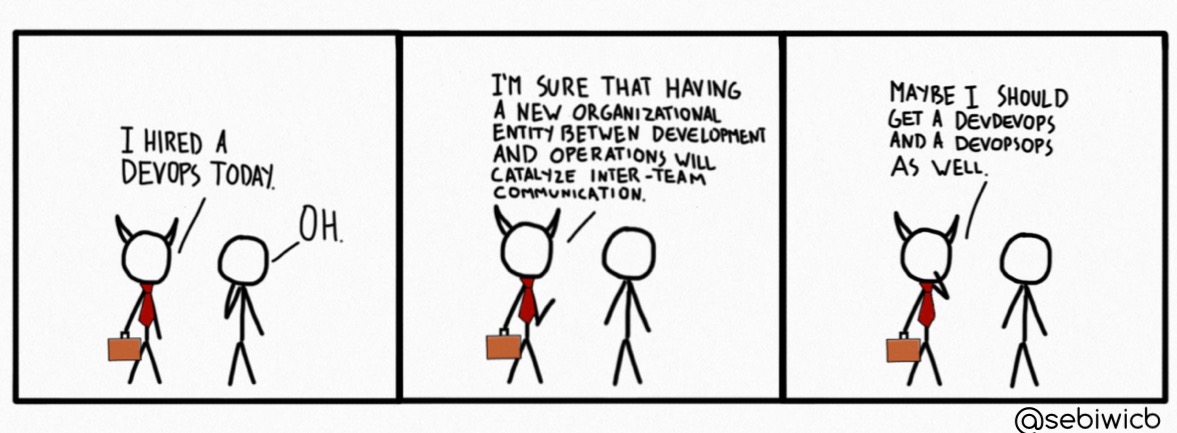 I HIRED A
DEVOPS TODAY.
OH.
I'M SURE THAT HAVING
A NEW ORGANIZATIONAL
ENTITY BETWEN DEVELOPMENT
AND OPERATIONS WILL
CATALYZE INTER-TEAM
COMMUNICATION.
MAYBE I SHOULD
GET A DEVDEVOPS
AND A DEVOPSOPS
AS WELL.
@sebiwicb